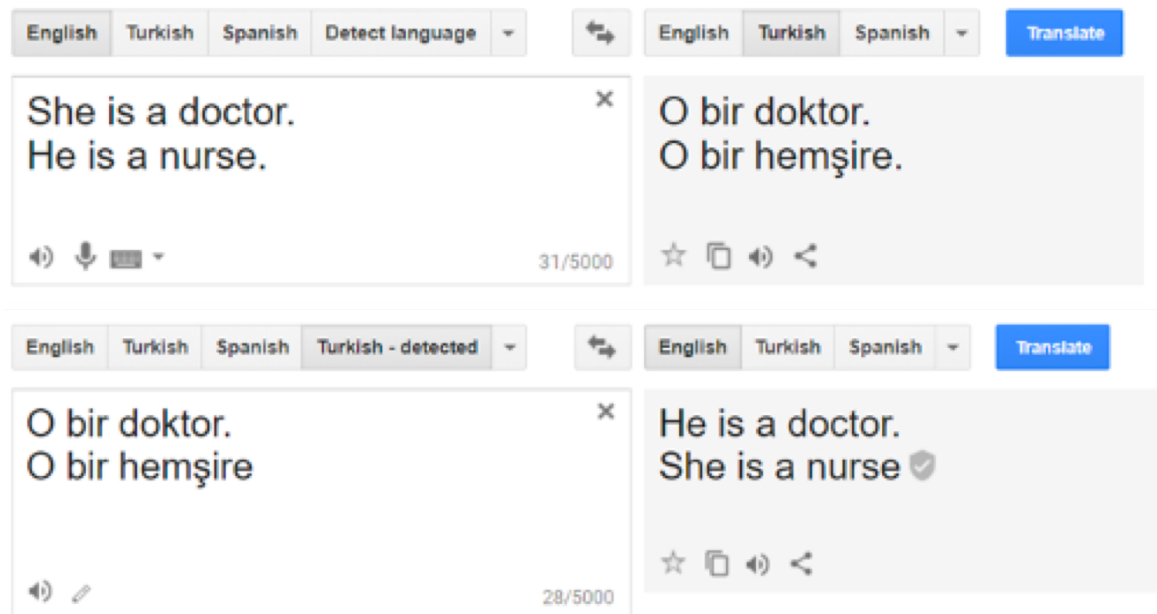 English Turkish Spanish Detect language English Turkish Spanish Translate
She is a doctor.
He is a nurse.
31/5000
O bir doktor.
O bir hemşire.
English Turkish Spanish Turkish - detected English Turkish Spanish Translate
O bir doktor.
O bir hemşire
28/5000
He is a doctor.
She is a nurse